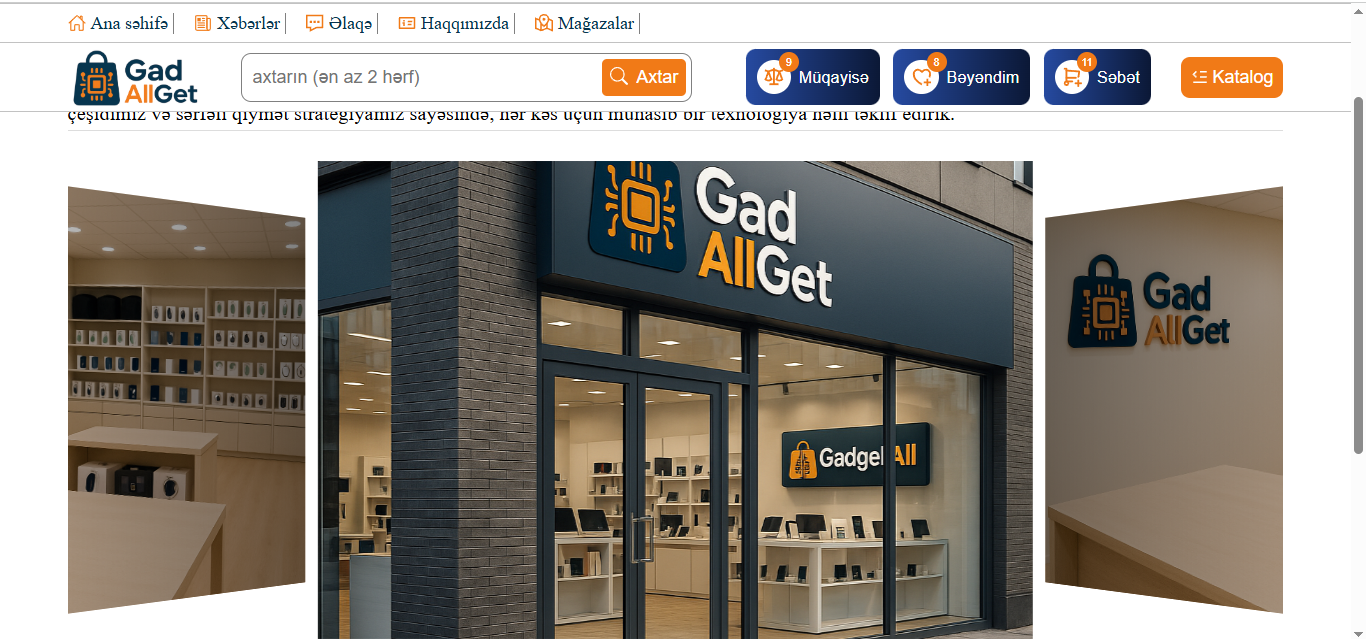 Ana səhifə
Xəbərlər
Əlaqə
Haqqımızda
Mağazalar
Gad
AllGet
axtarın (ən az 2 hərf)
Axtar
9
Müqayisə
8
Bəyəndim
11
Səbət
Katalog
çeşidimiz və sərfəli qiymət strategiyamız sayəsində, hər kəs üçün münasib bir texnologiya həlli təklif edirik.
Gad
AllGet
Gadget All
Gad
AllGet